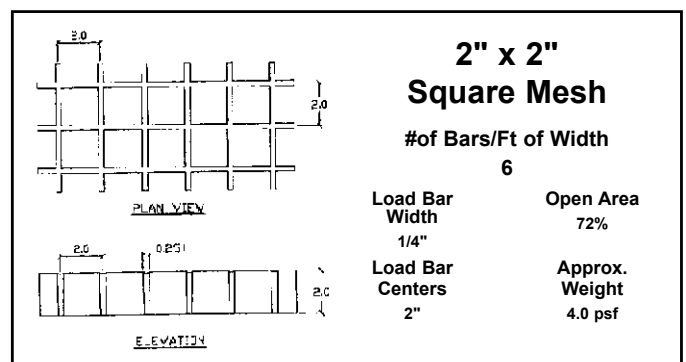 2.0
2.0
PLAN VIEW
2.0
0.251
2.0
ELEVATION
2" x 2"
Square Mesh
#of Bars/Ft of Width
6
Load Bar
Width
1/4"
Open Area
72%
Load Bar
Centers
2"
Approx.
Weight
4.0 psf